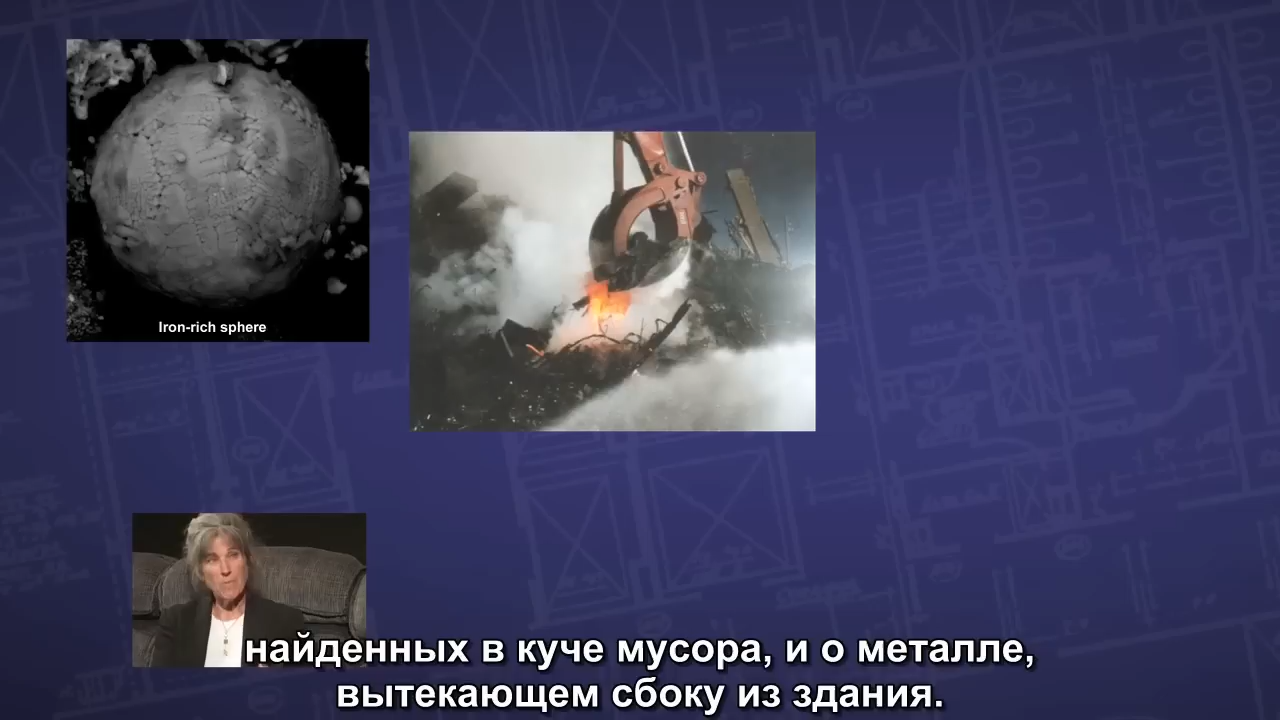 Iron-rich sphere
найденных в куче мусора, и о металле,
вытекающем сбоку из здания.